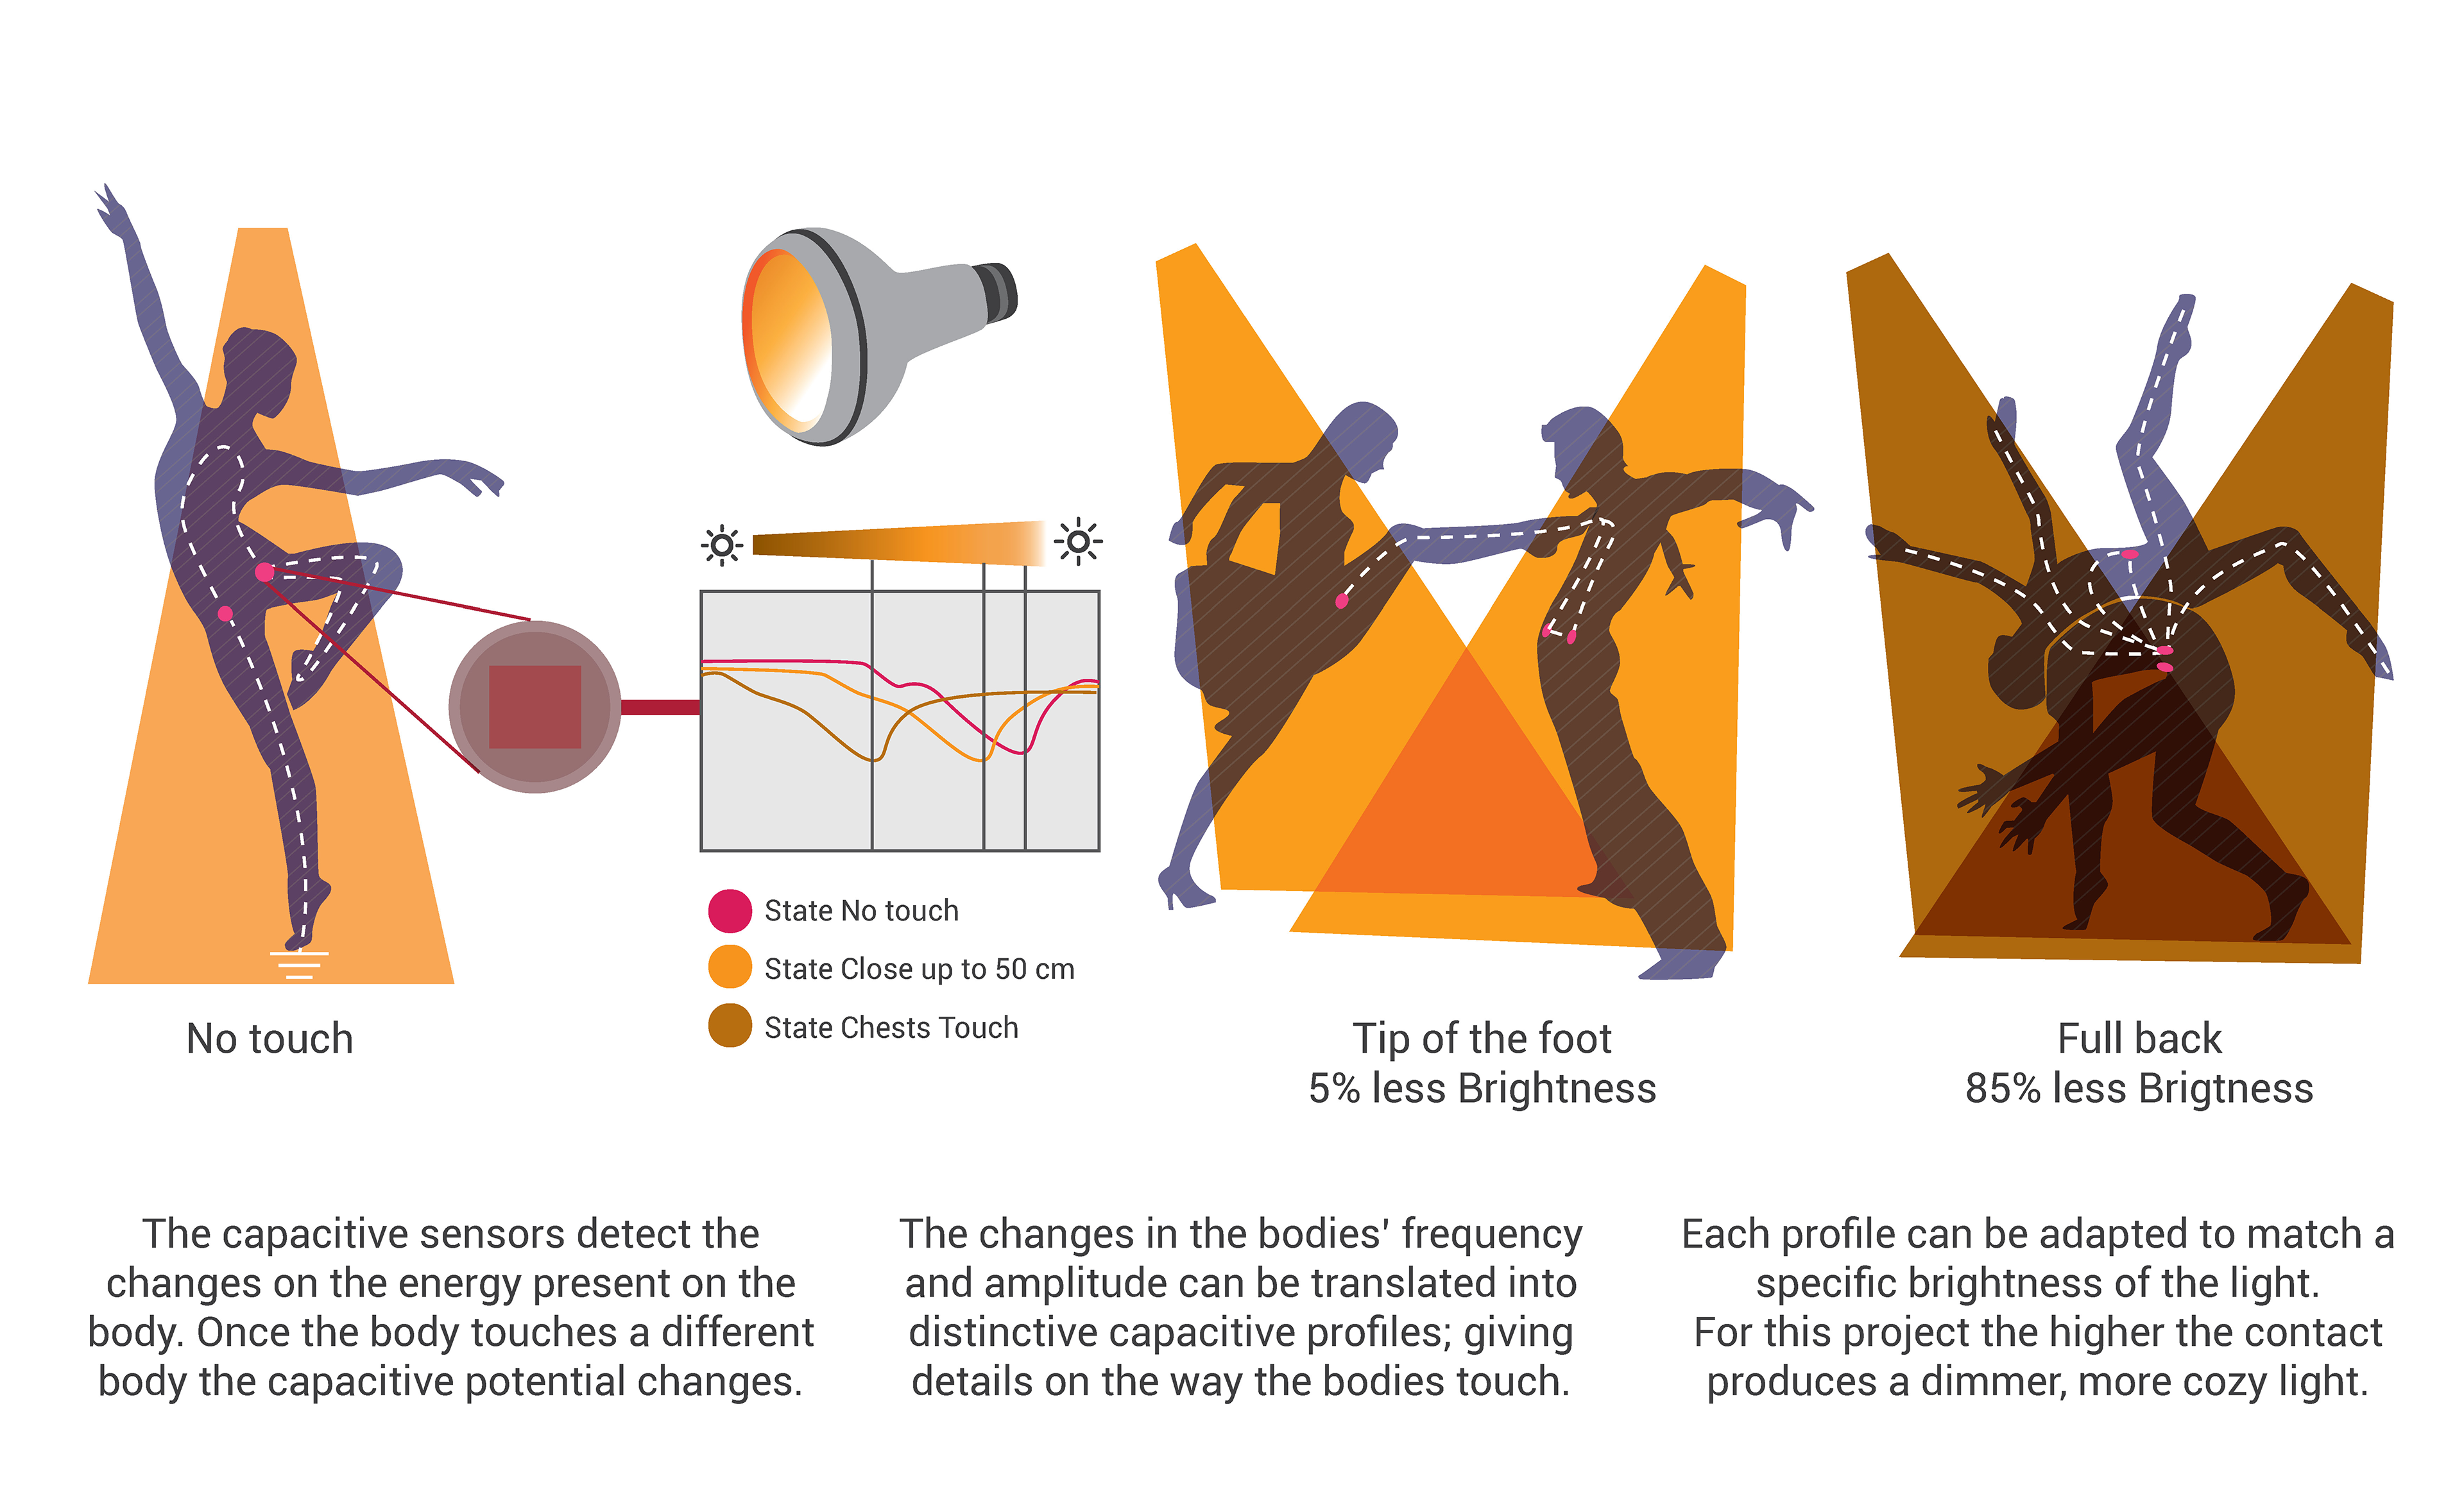 No touch
State No touch
State Close up to 50 cm
State Chests Touch
Tip of the foot
5% less Brightness
Full back
85% less Brigtness
The capacitive sensors detect the
changes on the energy present on the
body. Once the body touches a different
body the capacitive potential changes.
The changes in the bodies' frequency
and amplitude can be translated into
distinctive capacitive profiles; giving
details on the way the bodies touch.
Each profile can be adapted to match a
specific brightness of the light.
For this project the higher the contact
produces a dimmer, more cozy light.